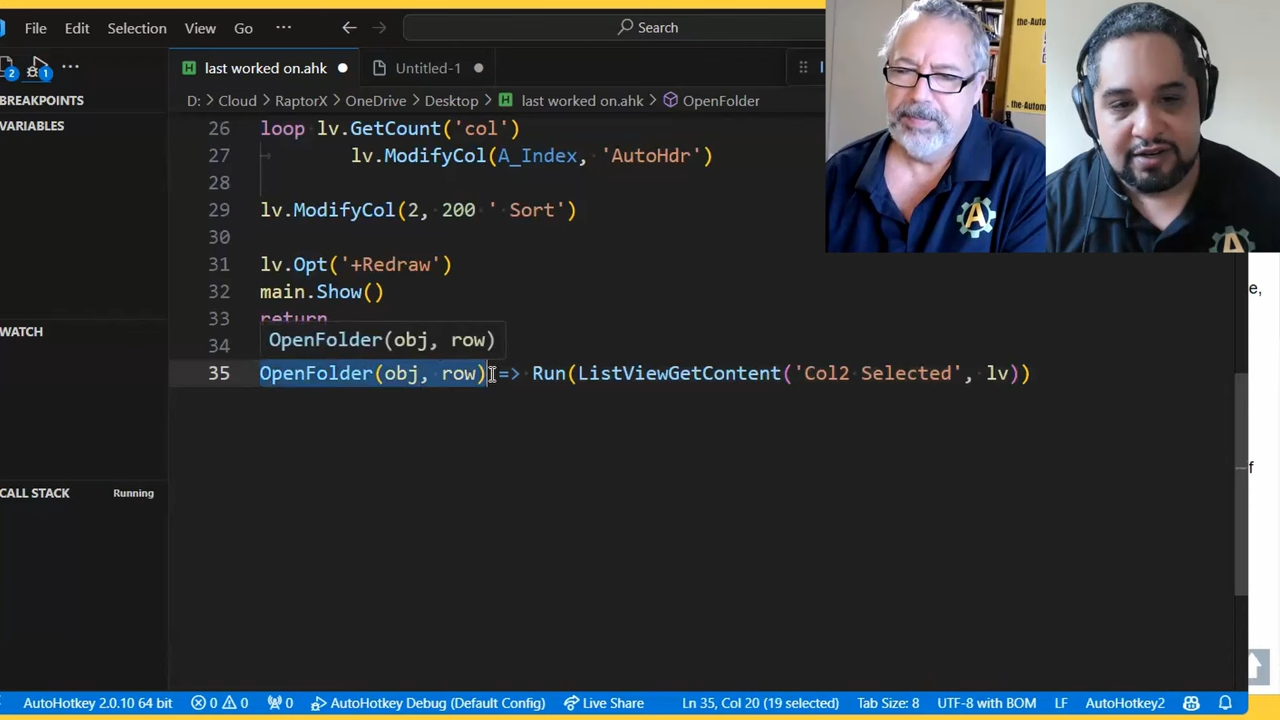 File Edit Selection View Go ··· Search
2 1 ···
last worked on.ahk Untitled-1
D: > Cloud > RaptorX > OneDrive > Desktop > last worked on.ahk > OpenFolder
BREAKPOINTS
VARIABLES
WATCH
CALL STACK Running
26 loop lv.GetCount('col')
27 lv.ModifyCol(A_Index, 'AutoHdr')
28
29 lv.ModifyCol(2, 200 ' Sort')
30
31 lv.Opt('+Redraw')
32 main.Show()
33 return
OpenFolder(obj, row)
34
35 OpenFolder(obj, row) => Run(ListViewGetContent('Col2 Selected', lv))
the-Autom
A
A
e,
f
AutoHotkey 2.0.10 64 bit 0 0 0 AutoHotkey Debug (Default Config) Live Share Ln 35, Col 20 (19 selected) Tab Size: 8 UTF-8 with BOM LF AutoHotkey2